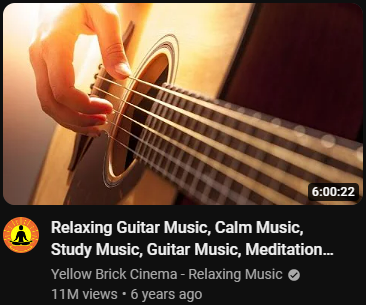 6:00:22
Relaxing Guitar Music, Calm Music,
Study Music, Guitar Music, Meditation...
Yellow Brick Cinema - Relaxing Music
11M views • 6 years ago